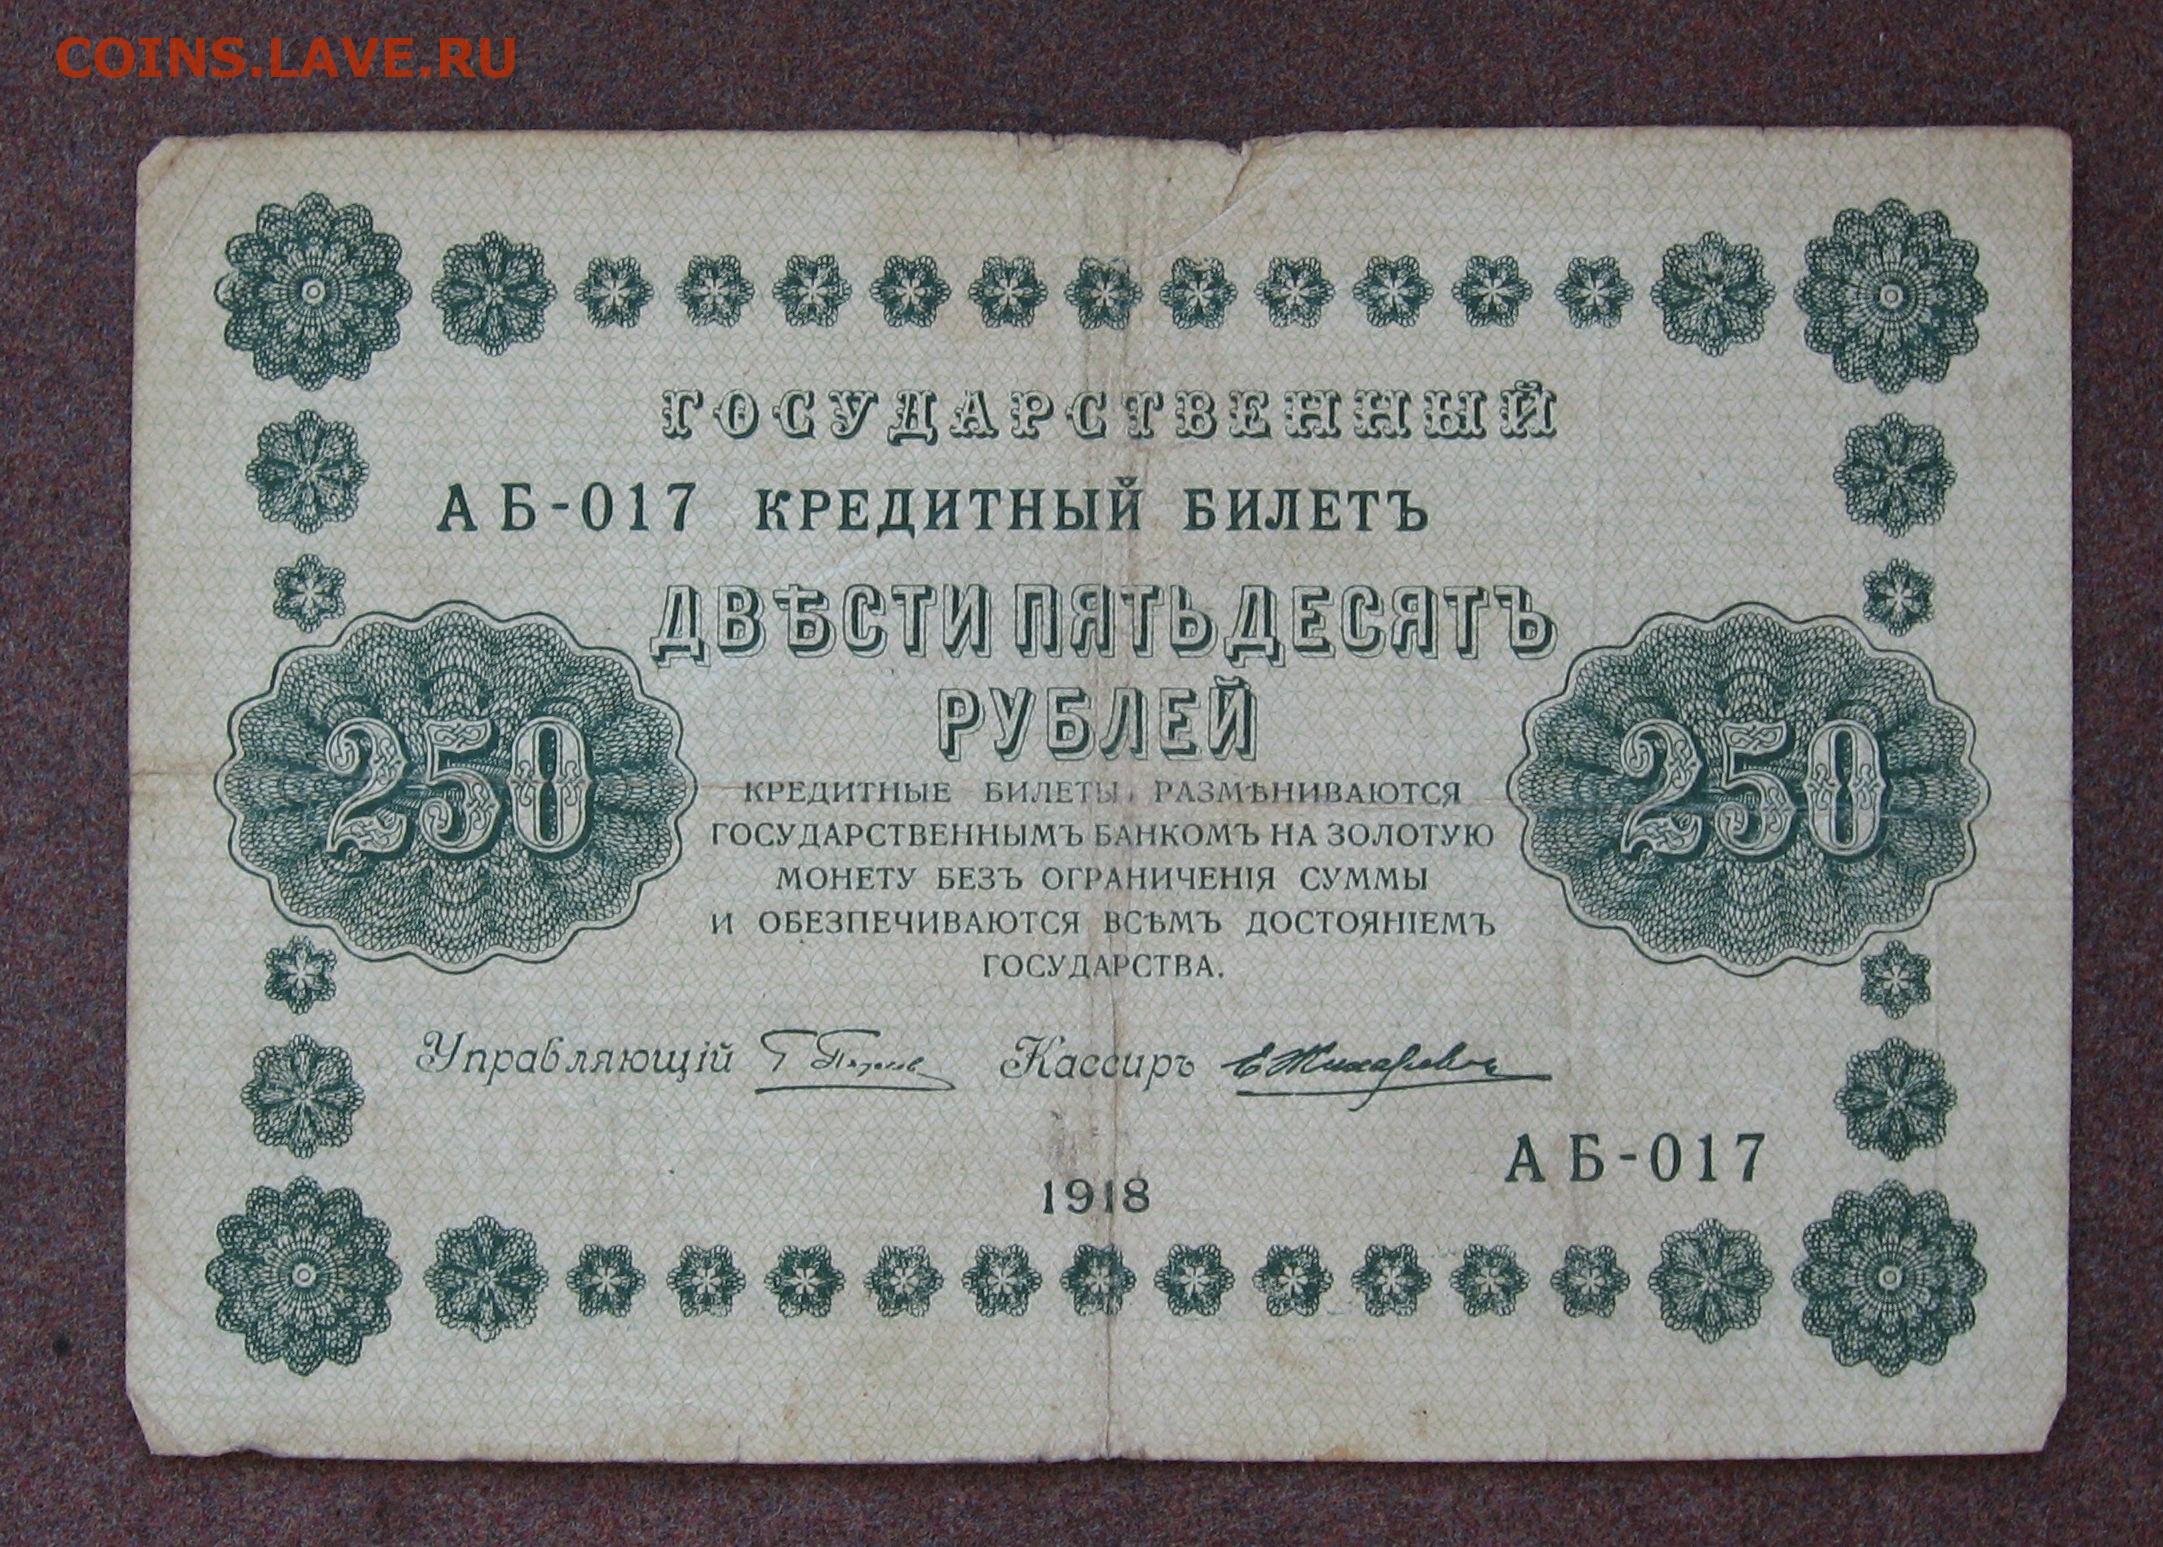 COINS.LAVE.RU
ГОСУДАРСТВЕННЫЙ
АБ-017 КРЕДИТНЫЙ БИЛЕТЪ
ДВѢСТИ ПЯТЬДЕСЯТЪ
РУБЛЕЙ
250 250
КРЕДИТНЫЕ БИЛЕТЫ РАЗМѢНИВАЮТСЯ
ГОСУДАРСТВЕННЫМЪ БАНКОМЪ НА ЗОЛОТУЮ
МОНЕТУ БЕЗЪ ОГРАНИЧЕНІЯ СУММЫ
И ОБЕЗПЕЧИВАЮТСЯ ВСѢМЪ ДОСТОЯНІЕМЪ
ГОСУДАРСТВА.
Управляющій Кассиръ
АБ-017
1918